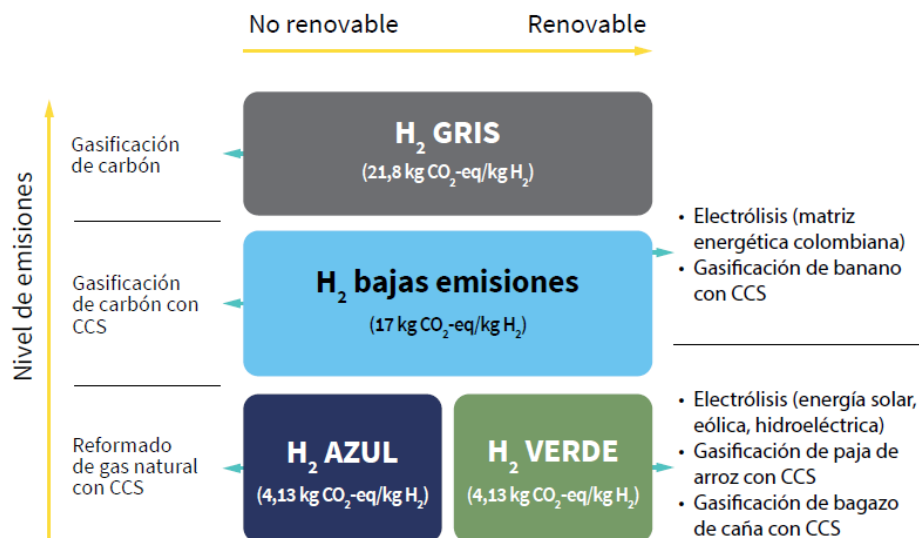 No renovable
Renovable
Nivel de emisiones
Gasificación
de carbón
H₂ GRIS
(21,8 kg CO₂-eq/kg H₂)
Gasificación
de carbón con
CCS
H₂ bajas emisiones
(17 kg CO₂-eq/kg H₂)
• Electrólisis (matriz
energética colombiana)
• Gasificación de banano
con CCS
Reformado
de gas natural
con CCS
H₂ AZUL
(4,13 kg CO₂-eq/kg H₂)
H₂ VERDE
(4,13 kg CO₂-eq/kg H₂)
• Electrólisis (energía solar,
eólica, hidroeléctrica)
• Gasificación de paja de
arroz con CCS
• Gasificación de bagazo
de caña con CCS